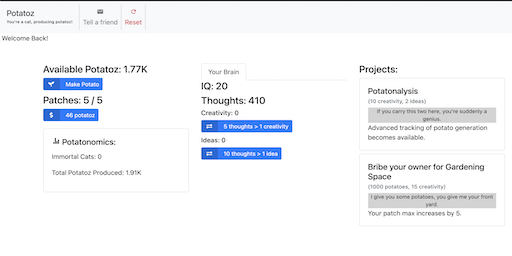 Potatoz
You're a cat, producing potatoz!
Tell a friend
Reset
Welcome Back!
Available Potatoz: 1.77K
Make Potato
Patches: 5 / 5
46 potatoz
Potatonomics:
Immortal Cats: 0
Total Potatoz Produced: 1.91K
Your Brain
IQ: 20
Thoughts: 410
Creativity: 0
5 thoughts > 1 creativity
Ideas: 0
10 thoughts > 1 idea
Projects:
Potatonalysis
(10 creativity, 2 ideas)
If you carry this two here, you're suddenly a
genius.
Advanced tracking of potato generation
becomes available.
Bribe your owner for Gardening
Space
(1000 potatoes, 15 creativity)
I give you some potatoes, you give me your front
yard.
Your patch max increases by 5.